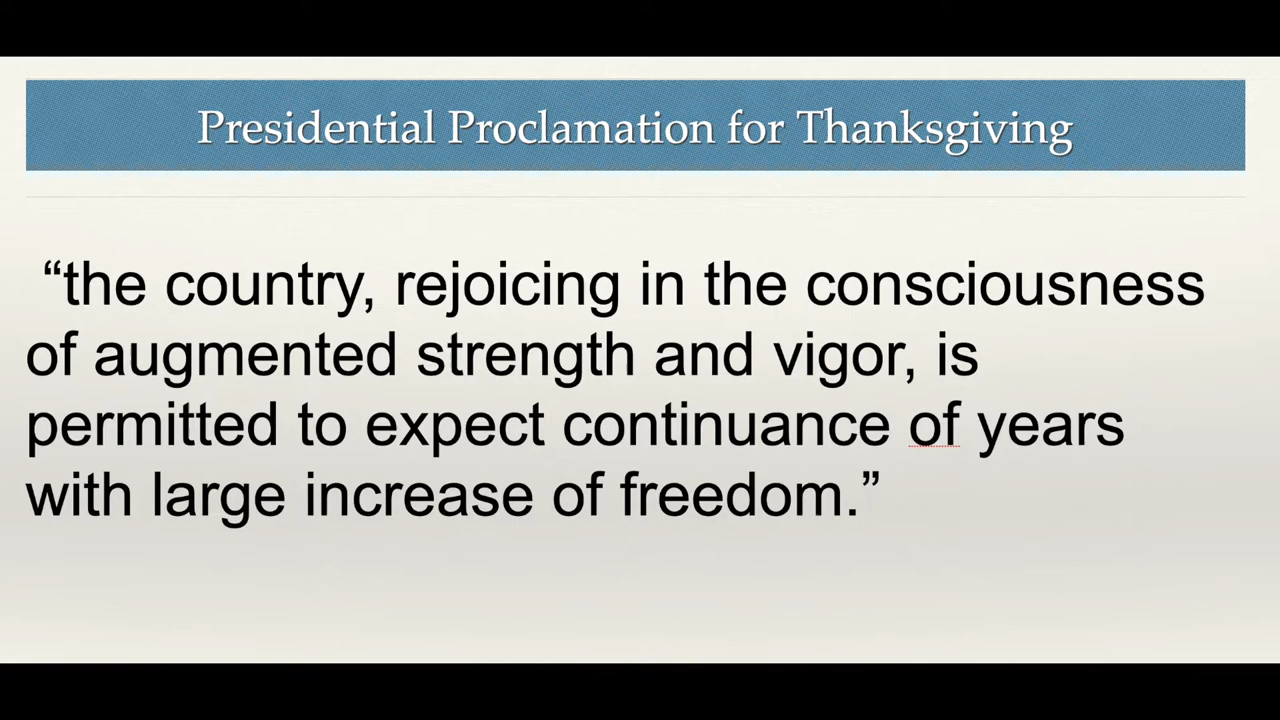 Presidential Proclamation for Thanksgiving
“the country, rejoicing in the consciousness
of augmented strength and vigor, is
permitted to expect continuance of years
with large increase of freedom.”